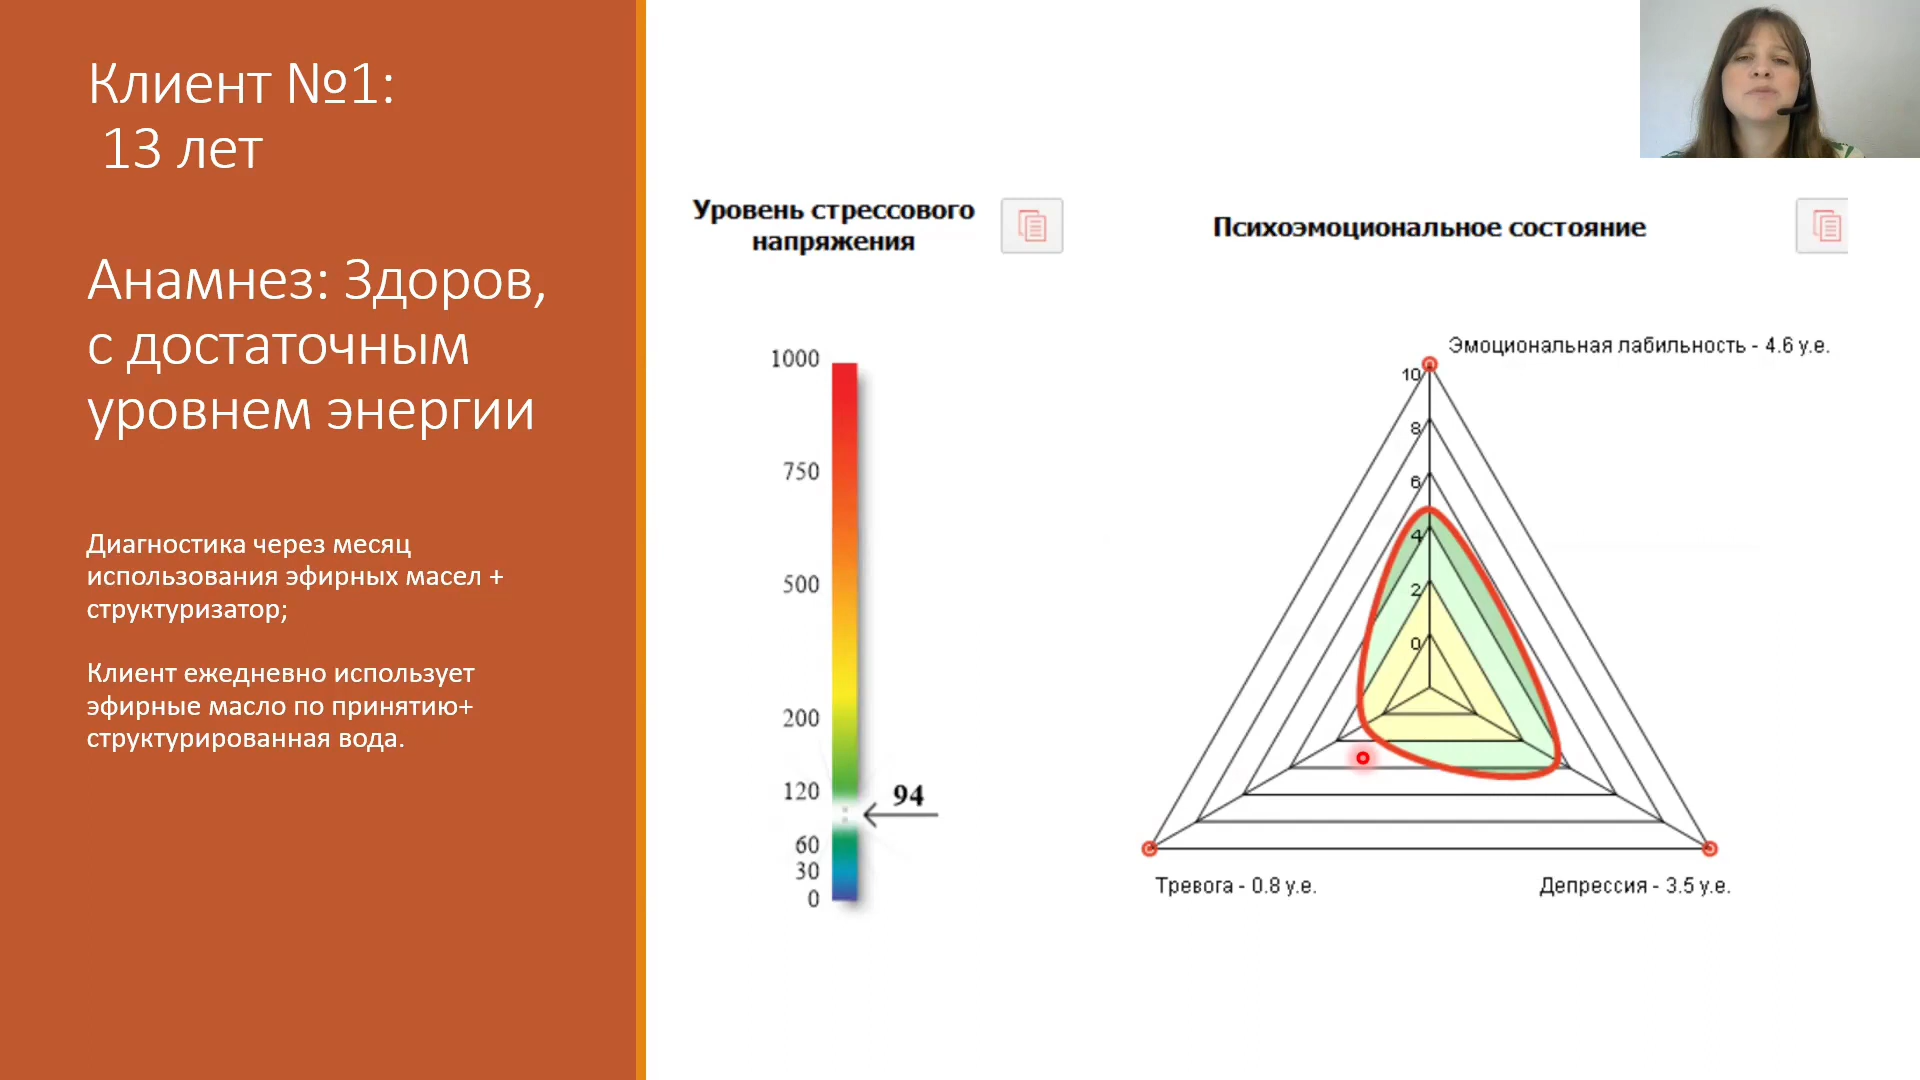 Клиент №1:
13 лет
Анамнез: Здоров,
с достаточным
уровнем энергии
Диагностика через месяц
использования эфирных масел +
структуризатор;
Клиент ежедневно использует
эфирные масло по принятию+
структурированная вода.
Уровень стрессового
напряжения
1000
750
500
200
120
94
60
30
0
Психоэмоциональное состояние
Эмоциональная лабильность - 4.6 у.е.
10
8
6
4
2
0
Тревога - 0.8 у.е.
Депрессия - 3.5 у.е.